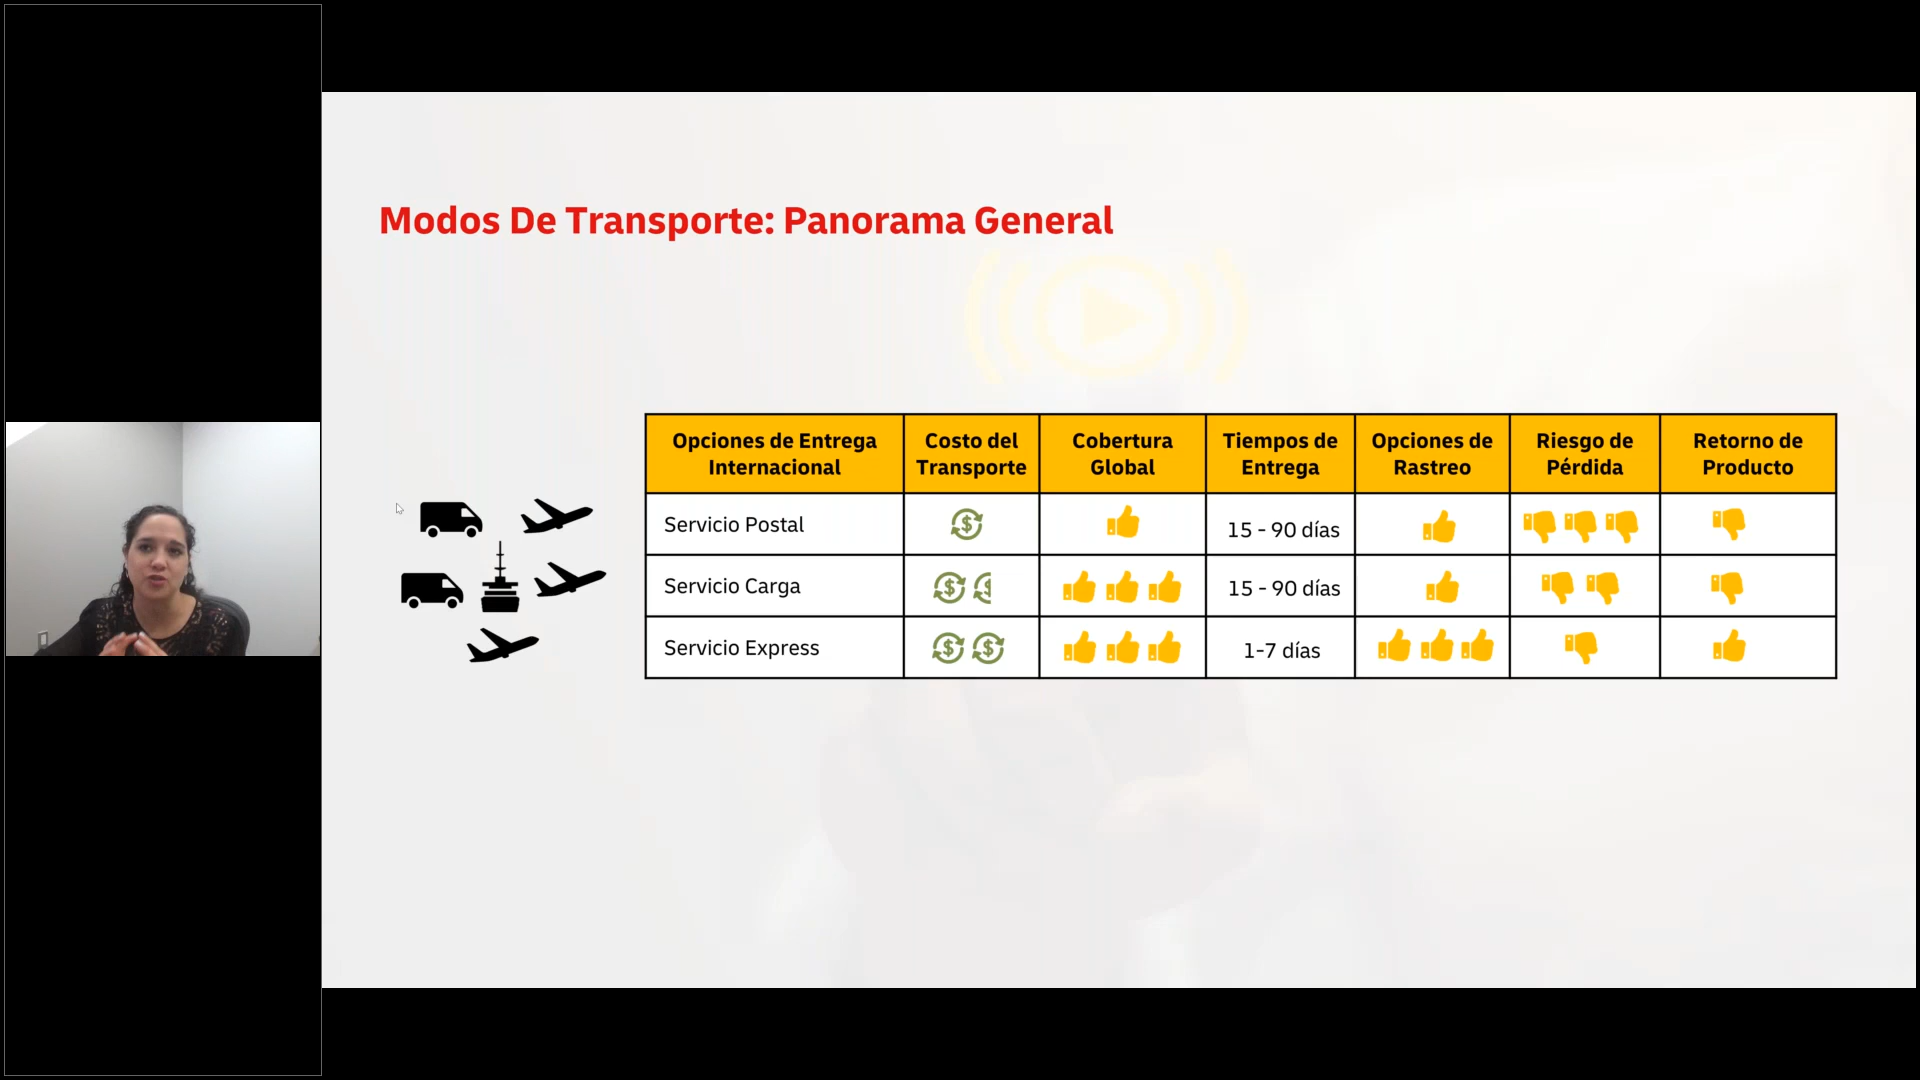 Modos De Transporte: Panorama General
Opciones de Entrega
Internacional
Costo del
Transporte
Cobertura
Global
Tiempos de
Entrega
Opciones de
Rastreo
Riesgo de
Pérdida
Retorno de
Producto
Servicio Postal
15 - 90 días
Servicio Carga
15 - 90 días
Servicio Express
1-7 días